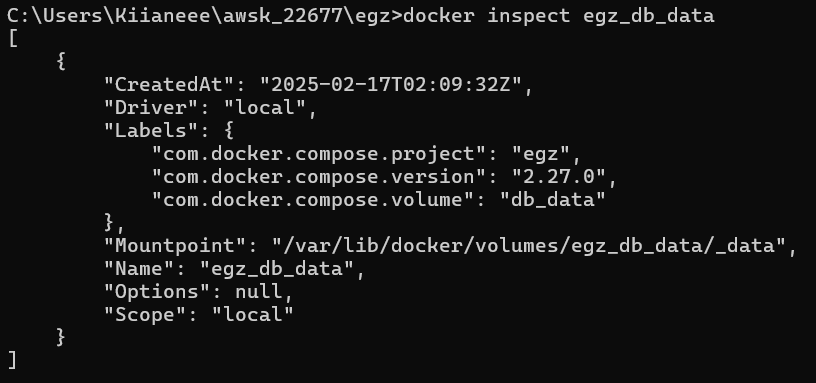 C:\Users\Kiianeee\awsk_22677\egz>docker inspect egz_db_data
[
    {
        "CreatedAt": "2025-02-17T02:09:32Z",
        "Driver": "local",
        "Labels": {
            "com.docker.compose.project": "egz",
            "com.docker.compose.version": "2.27.0",
            "com.docker.compose.volume": "db_data"
        },
        "Mountpoint": "/var/lib/docker/volumes/egz_db_data/_data",
        "Name": "egz_db_data",
        "Options": null,
        "Scope": "local"
    }
]